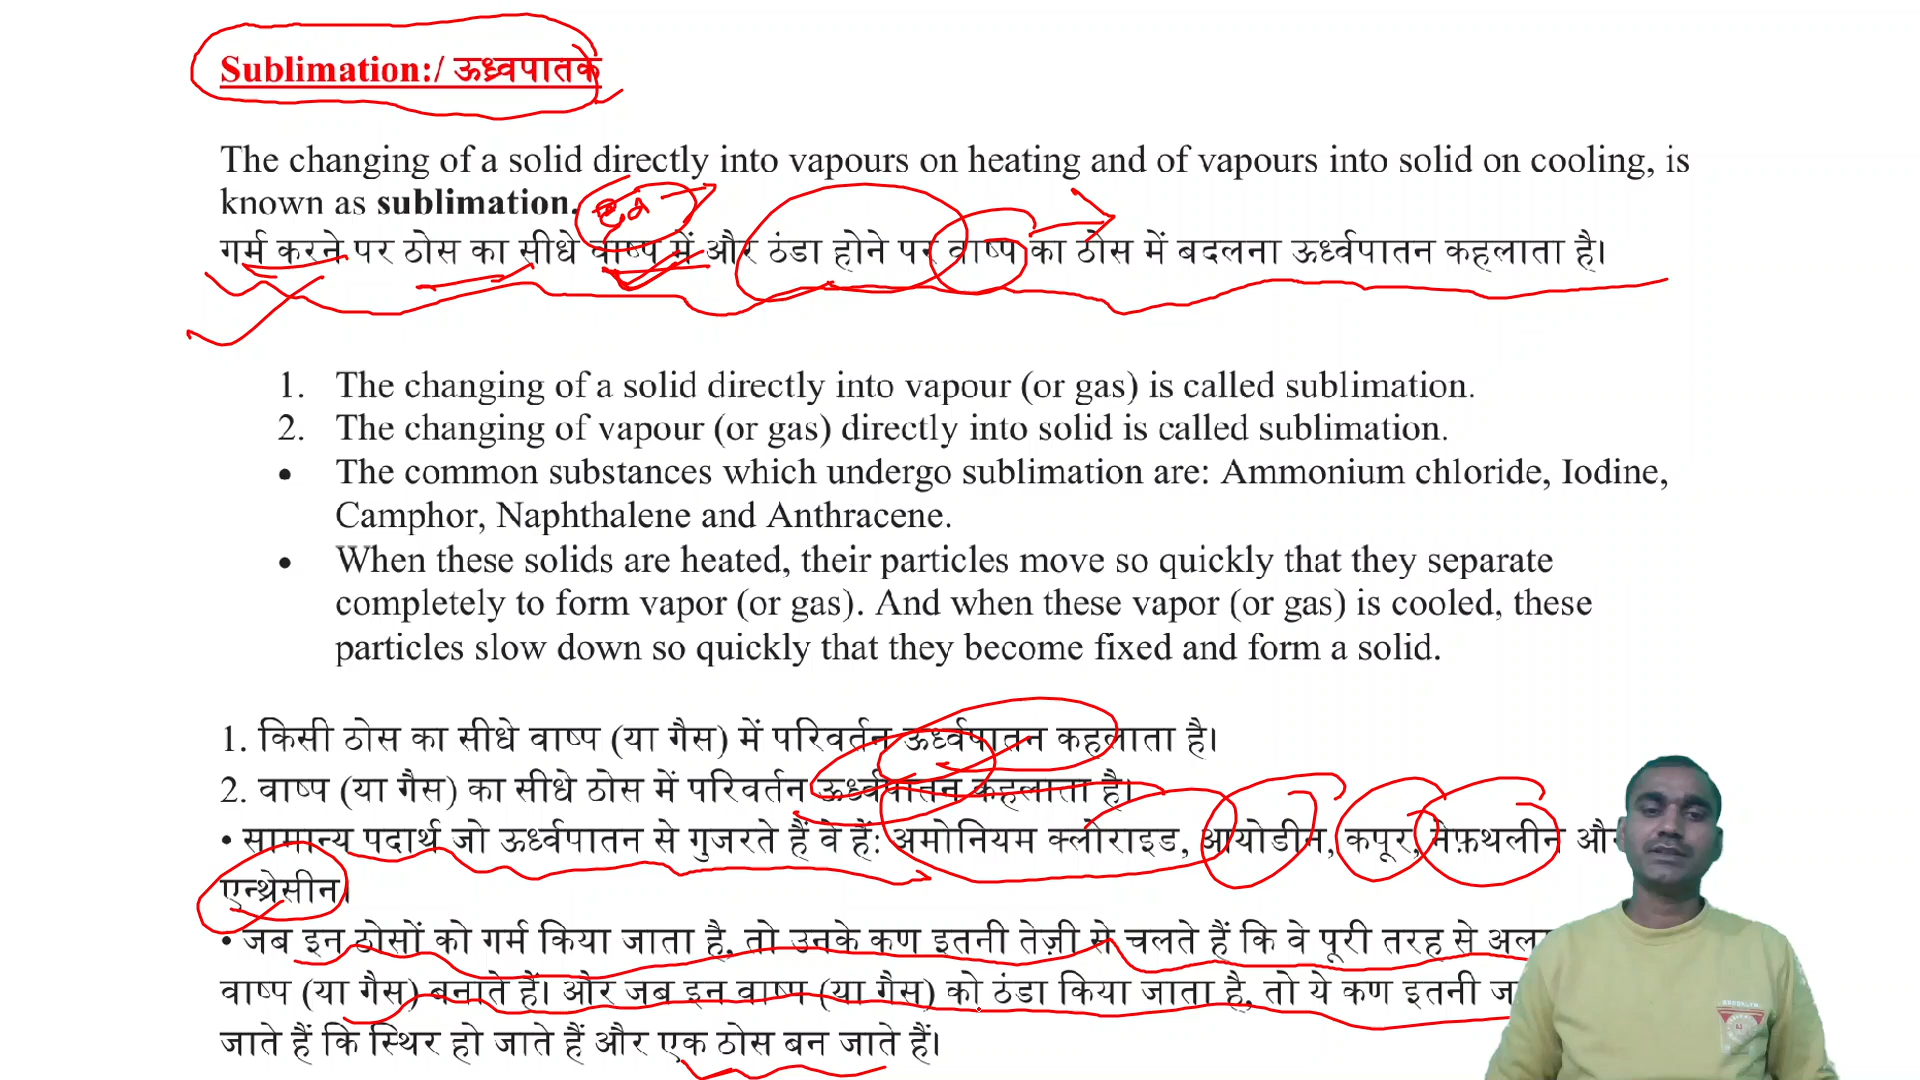 Sublimation:/ ऊध्वपातके
The changing of a solid directly into vapours on heating and of vapours into solid on cooling, is
known as sublimation.
गर्म करने पर ठोस का सीधे वाष्प में और ठंडा होने पर वाष्प का ठोस में बदलना ऊर्ध्वपातन कहलाता है।
1. The changing of a solid directly into vapour (or gas) is called sublimation.
2. The changing of vapour (or gas) directly into solid is called sublimation.
• The common substances which undergo sublimation are: Ammonium chloride, Iodine,
Camphor, Naphthalene and Anthracene.
• When these solids are heated, their particles move so quickly that they separate
completely to form vapor (or gas). And when these vapor (or gas) is cooled, these
particles slow down so quickly that they become fixed and form a solid.
1. किसी ठोस का सीधे वाष्प (या गैस) में परिवर्तन ऊर्ध्वपातन कहलाता है।
2. वाष्प (या गैस) का सीधे ठोस में परिवर्तन ऊर्ध्वपातन कहलाता है।
• सामान्य पदार्थ जो ऊर्ध्वपातन से गुजरते हैं वे हैं: अमोनियम क्लोराइड, आयोडीन, कपूर, नेफ़थलीन
एन्थ्रेसीन।
• जब इन ठोसों को गर्म किया जाता है, तो उनके कण इतनी तेज़ी से चलते हैं कि वे पूरी तरह से
वाष्प (या गैस) बनाते हैं। और जब इन वाष्प (या गैस) को ठंडा किया जाता है, तो ये कण इतनी
जाते हैं कि स्थिर हो जाते हैं और एक ठोस बन जाते हैं।